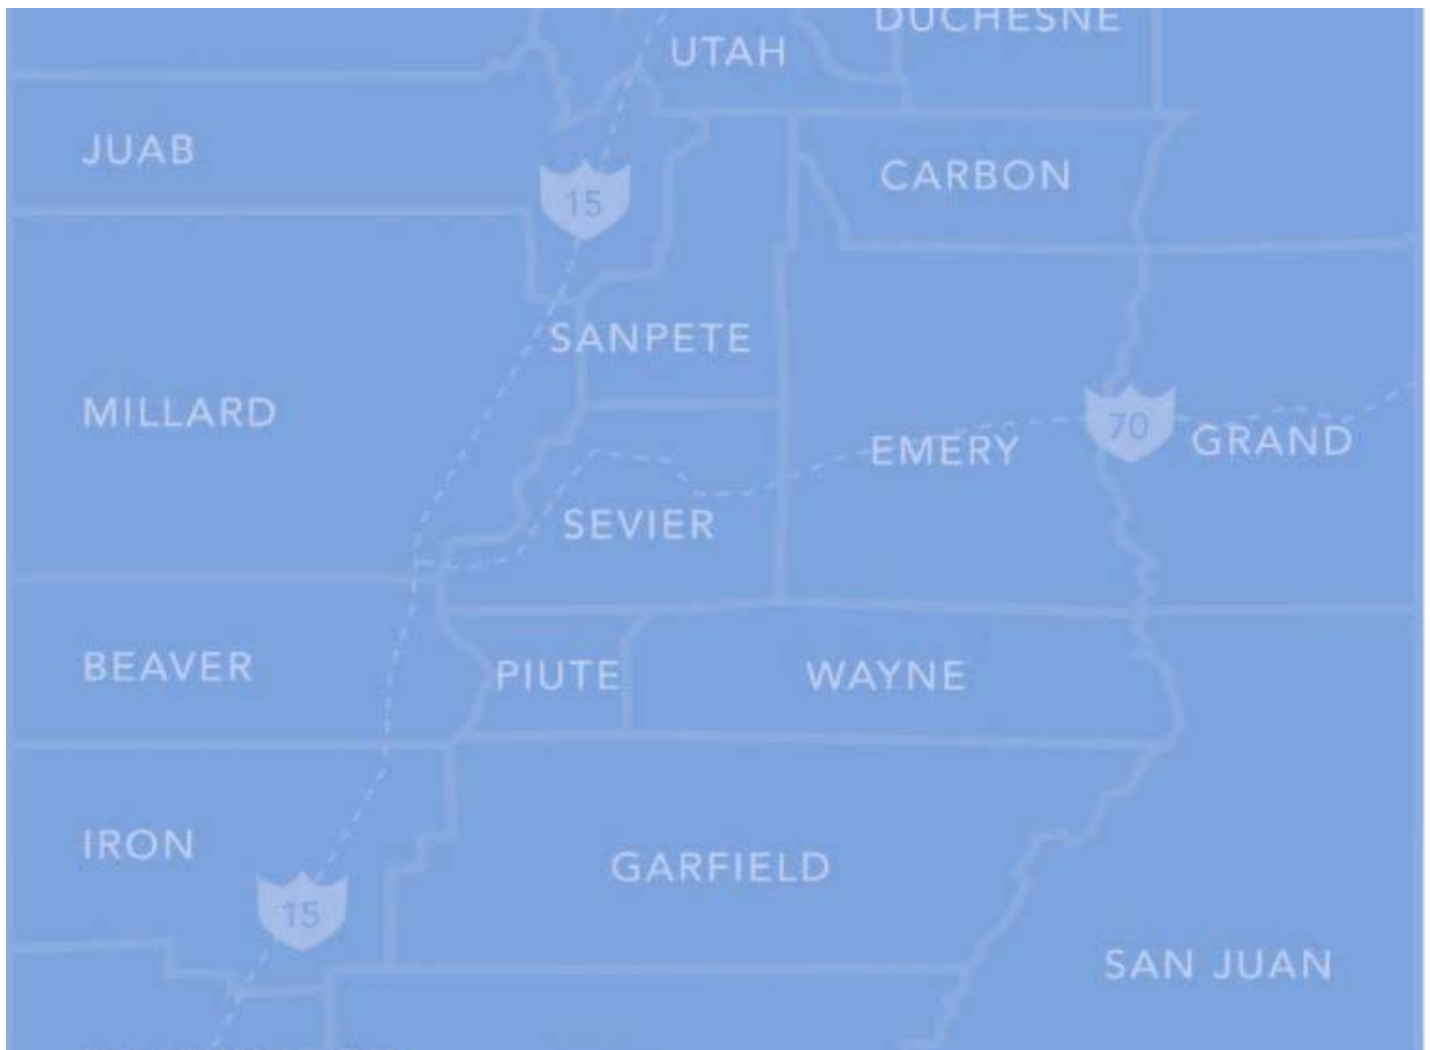 DUCHESNE
UTAH
JUAB
CARBON
15
SANPETE
MILLARD
70
EMERY
GRAND
SEVIER
BEAVER
PIUTE
WAYNE
IRON
GARFIELD
15
SAN JUAN